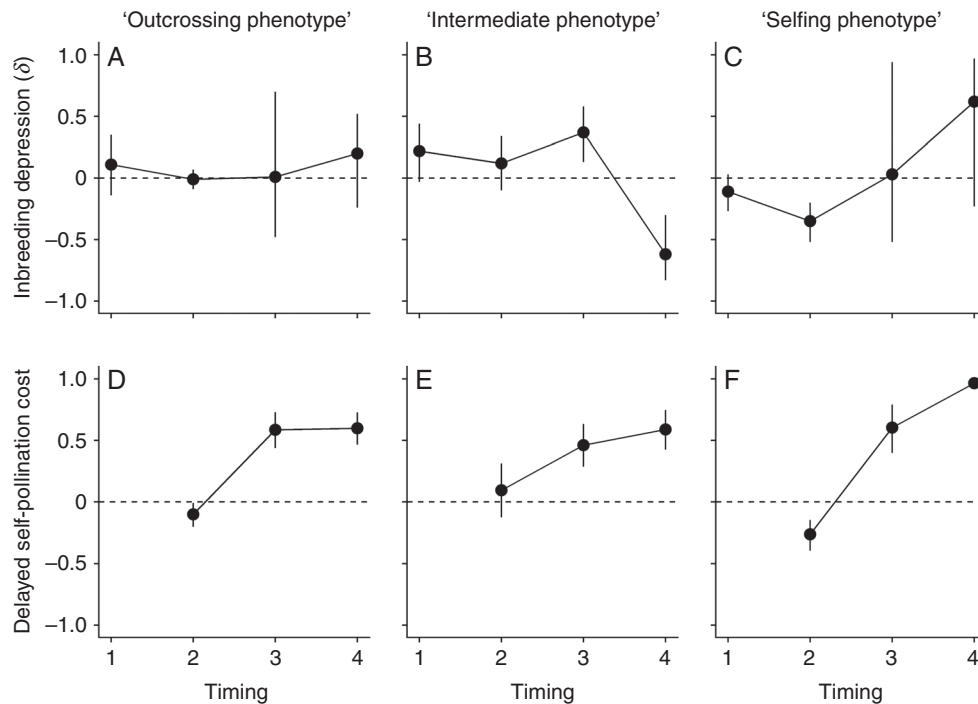 ‘Outcrossing phenotype’ ‘Intermediate phenotype’ ‘Selfing phenotype’
A B C
Inbreeding depression (δ)
1.0
0.5
0
–0.5
–1.0
D E F
Delayed self-pollination cost
1.0
0.5
0
–0.5
–1.0
1 2 3 4 1 2 3 4 1 2 3 4
Timing Timing Timing